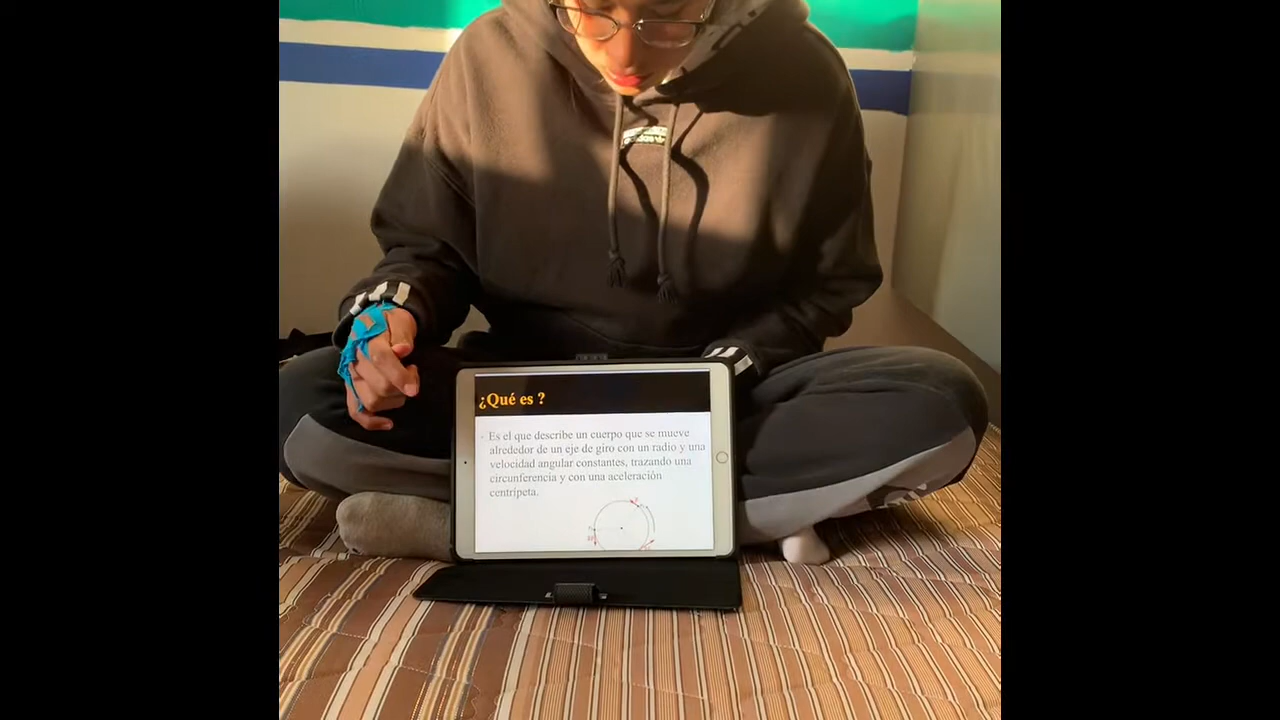 ¿Qué es ?
- Es el que describe un cuerpo que se mueve
alrededor de un eje de giro con un radio y una
velocidad angular constantes, trazando una
circunferencia y con una aceleración
centrípeta.